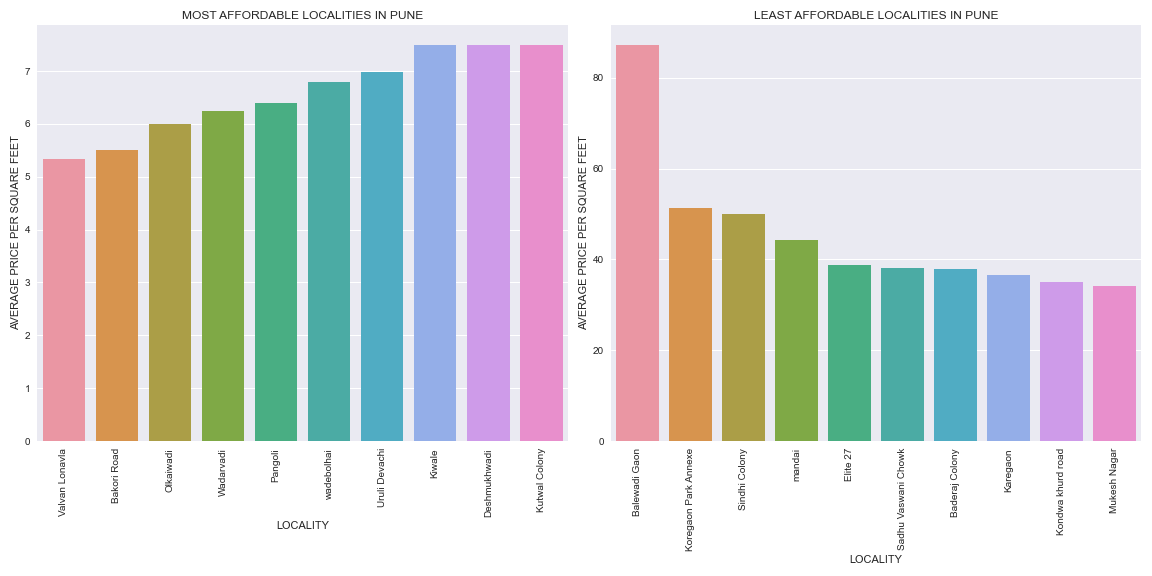 MOST AFFORDABLE LOCALITIES IN PUNE
AVERAGE PRICE PER SQUARE FEET
7
6
5
4
3
2
1
0
Valvan Lonavla
Bakori Road
Olkaiwadi
Wadarvadi
Pangoli
wadebolhai
Uruli Devachi
Kiwale
Deshmukhwadi
Kutwal Colony
LOCALITY
LEAST AFFORDABLE LOCALITIES IN PUNE
AVERAGE PRICE PER SQUARE FEET
80
60
40
20
0
Balewadi Gaon
Koregaon Park Annexe
Sindhi Colony
mandai
Elite 27
Sadhu Vaswani Chowk
Baderaj Colony
Karegaon
Kondwa khurd road
Mukesh Nagar
LOCALITY